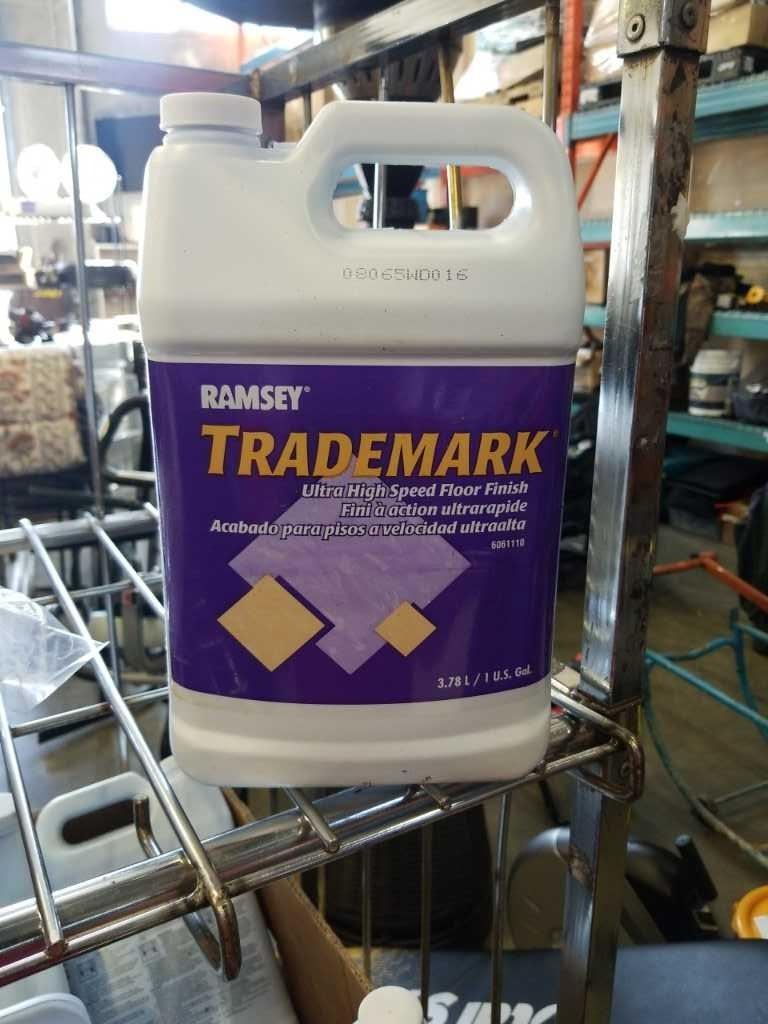 08065WD016
RAMSEY®
TRADEMARK®
Ultra High Speed Floor Finish
Fini à action ultrarapide
Acabado para pisos a velocidad ultraalta
6061110
3.78 L / 1 U.S. Gal.